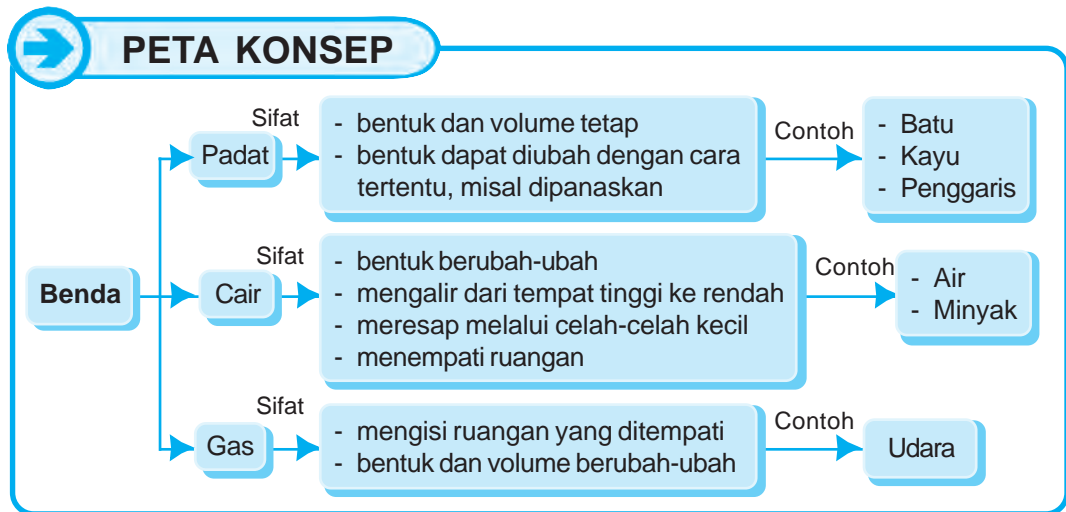 PETA KONSEP
Sifat
Padat
- bentuk dan volume tetap
- bentuk dapat diubah dengan cara
tertentu, misal dipanaskan
Contoh
- Batu
- Kayu
- Penggaris
Benda
Sifat
Cair
- bentuk berubah-ubah
- mengalir dari tempat tinggi ke rendah
- meresap melalui celah-celah kecil
- menempati ruangan
Contoh
- Air
- Minyak
Sifat
Gas
- mengisi ruangan yang ditempati
- bentuk dan volume berubah-ubah
Contoh
Udara